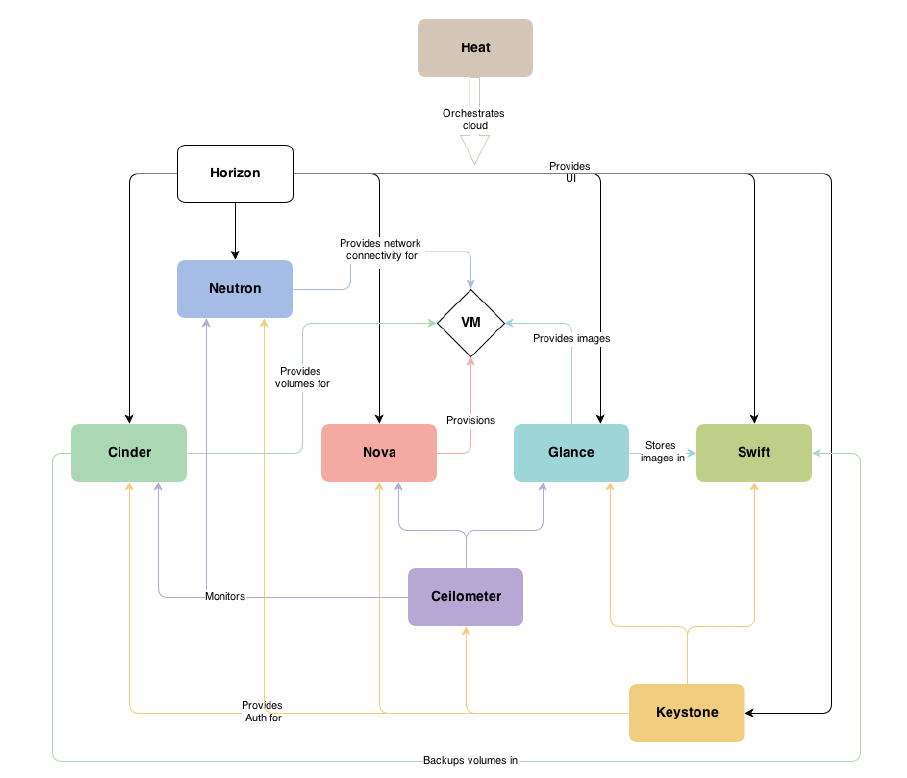 Heat
Orchestrates
cloud
Provides
UI
Horizon
Provides network
connectivity for
Neutron
VM
Provides images
Provides
volumes for
Provisions
Cinder
Nova
Glance
Stores
images in
Swift
Monitors
Ceilometer
Provides
Auth for
Keystone
Backups volumes in